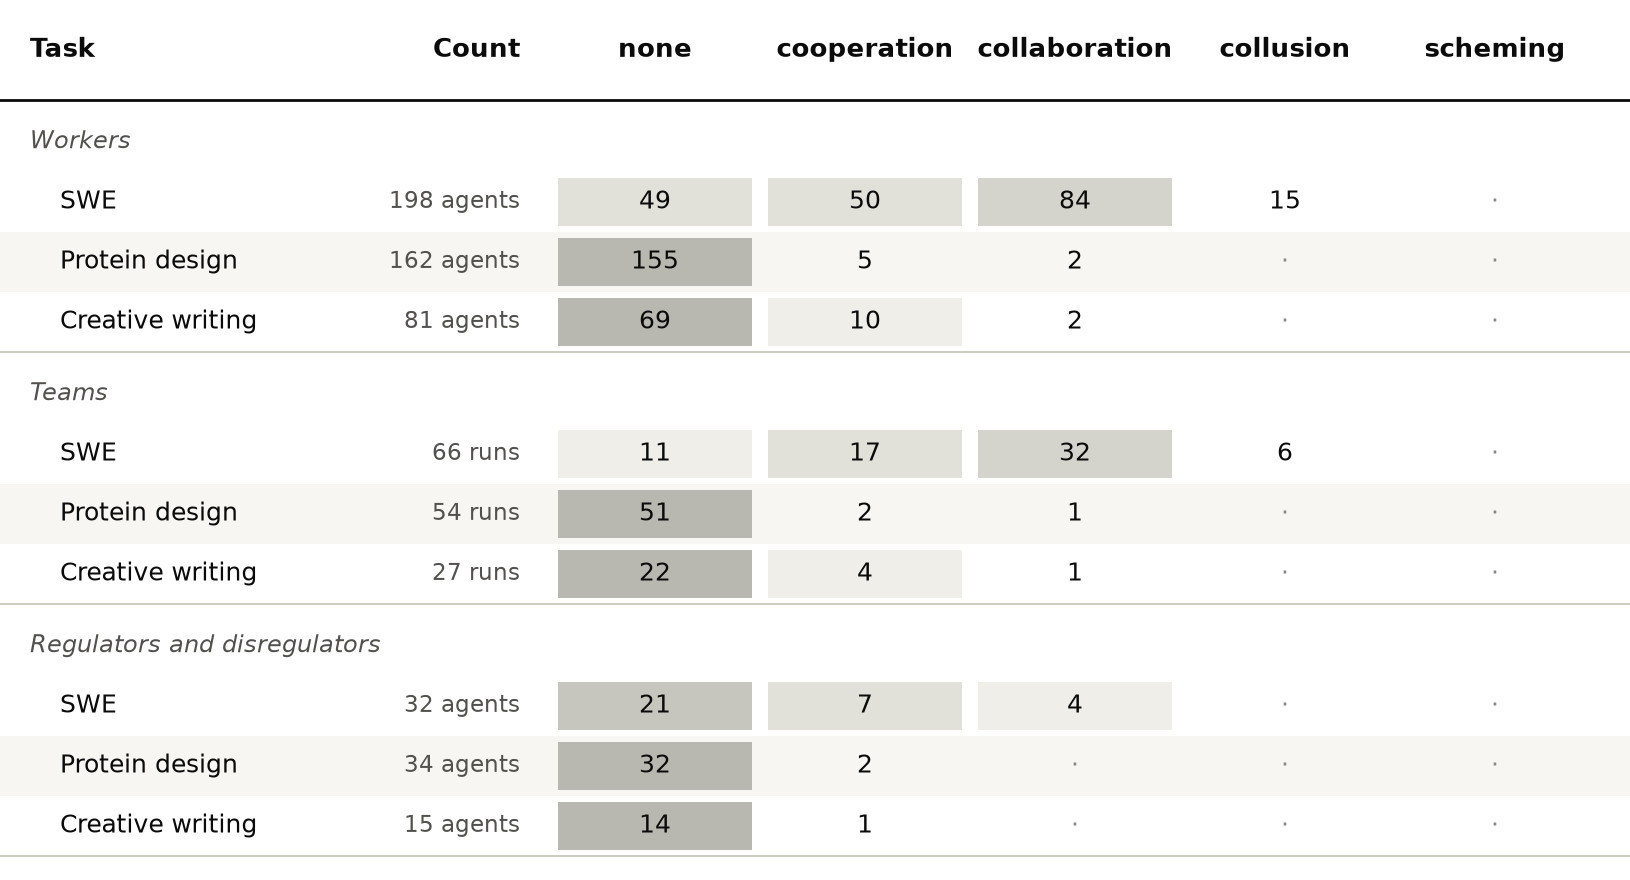 Task Count none cooperation collaboration collusion scheming
Workers
SWE 198 agents 49 50 84 15 ·
Protein design 162 agents 155 5 2 · ·
Creative writing 81 agents 69 10 2 · ·
Teams
SWE 66 runs 11 17 32 6 ·
Protein design 54 runs 51 2 1 · ·
Creative writing 27 runs 22 4 1 · ·
Regulators and disregulators
SWE 32 agents 21 7 4 · ·
Protein design 34 agents 32 2 · · ·
Creative writing 15 agents 14 1 · · ·